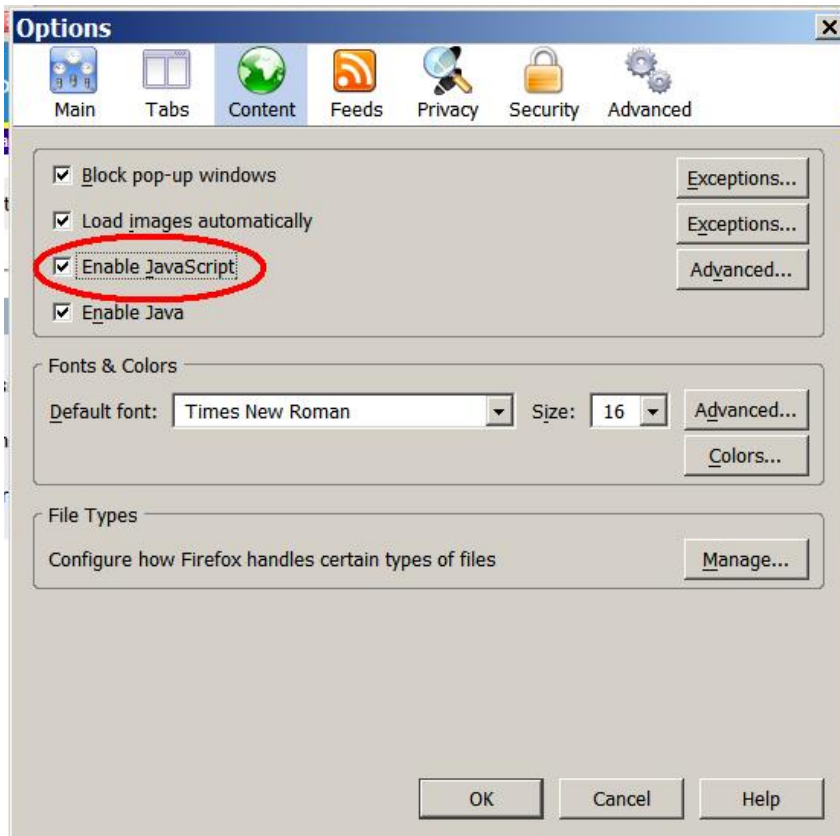 Options
Main Tabs Content Feeds Privacy Security Advanced
Block pop-up windows Exceptions...
Load images automatically Exceptions...
Enable JavaScript Advanced...
Enable Java
Fonts & Colors
Default font: Times New Roman Size: 16 Advanced...
Colors...
File Types
Configure how Firefox handles certain types of files Manage...
OK Cancel Help